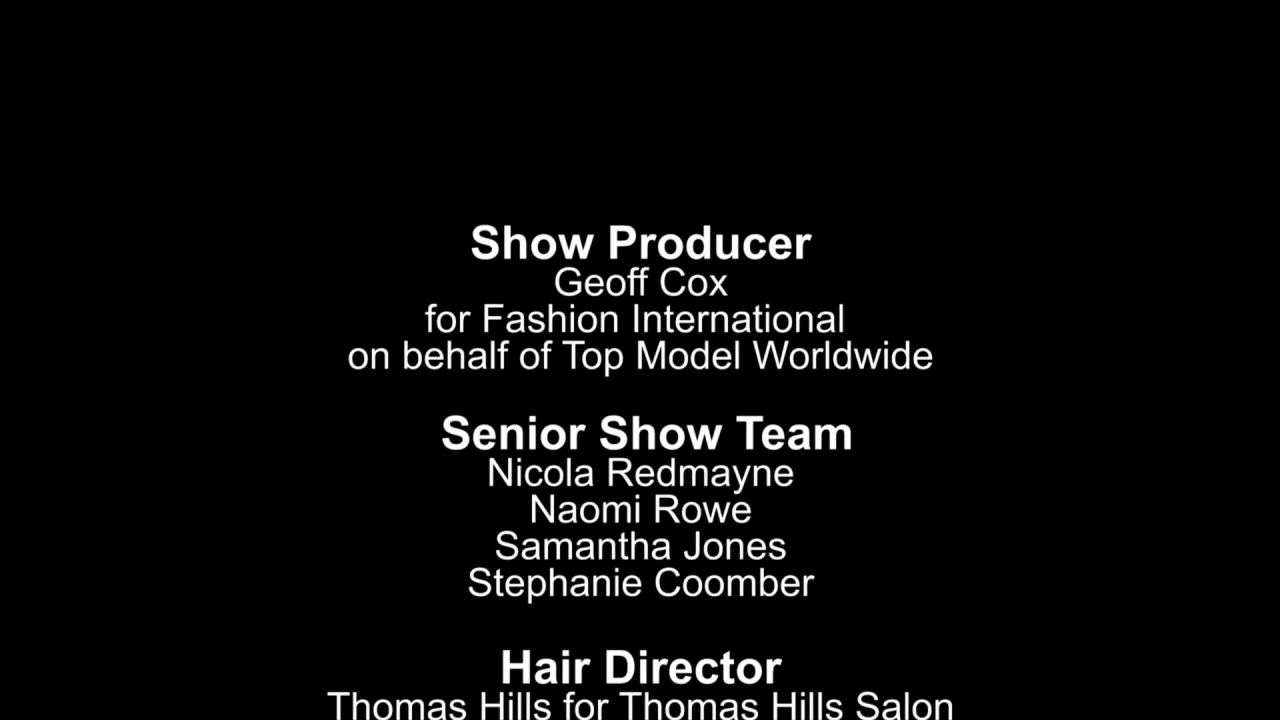 Show Producer
Geoff Cox
for Fashion International
on behalf of Top Model Worldwide
Senior Show Team
Nicola Redmayne
Naomi Rowe
Samantha Jones
Stephanie Coomber
Hair Director
Thomas Hills for Thomas Hills Salon